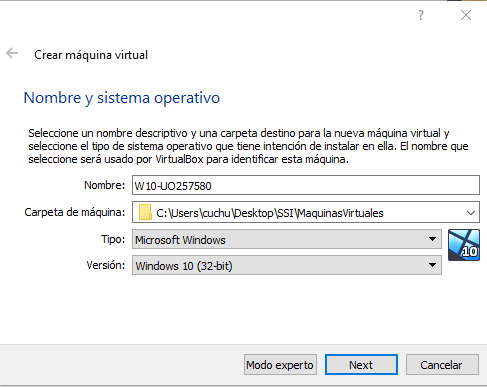 ?
Crear máquina virtual
Nombre y sistema operativo
Seleccione un nombre descriptivo y una carpeta destino para la nueva máquina virtual y
seleccione el tipo de sistema operativo que tiene intención de instalar en ella. El nombre
que seleccione será usado por VirtualBox para identificar esta máquina.
Nombre: W10-UO257580
Carpeta de máquina: C:\Users\cuchu\Desktop\SSI\MaquinasVirtuales
Tipo: Microsoft Windows
10
Versión: Windows 10 (32-bit)
Modo experto Next Cancelar